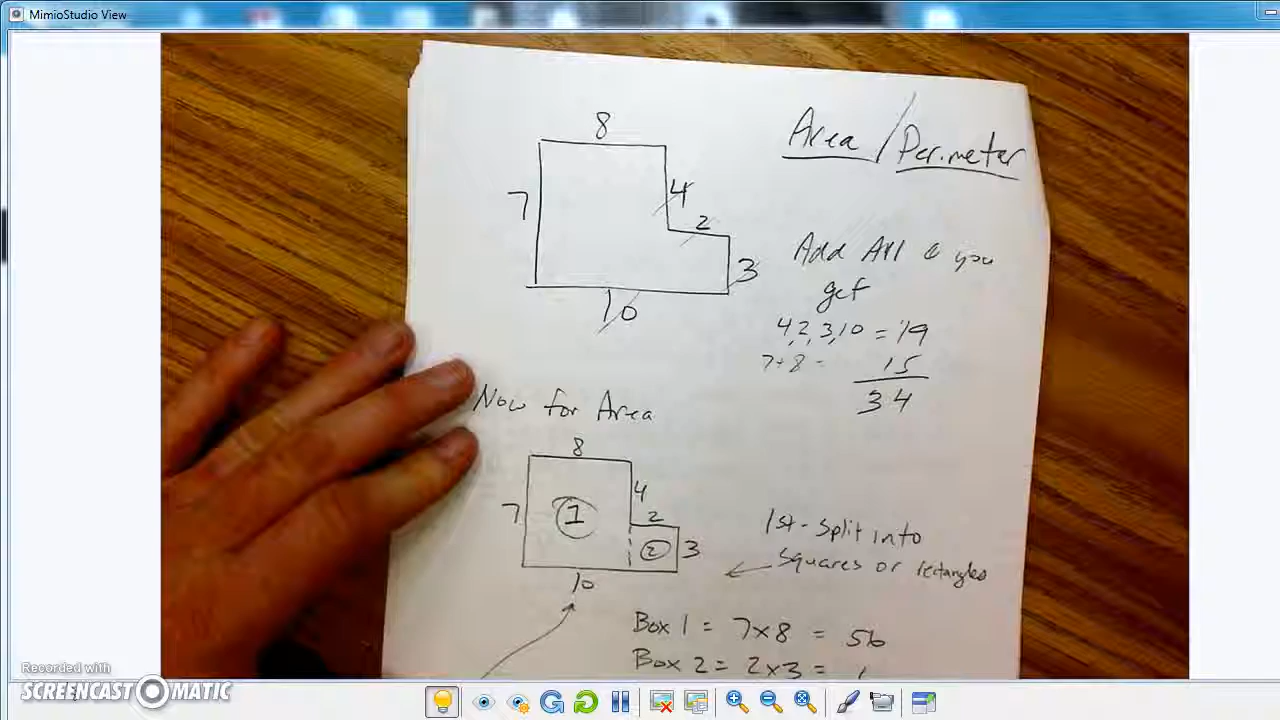 MimioStudio View
8
Area / Perimeter
7
4
2
3
10
Add All & you
get
4, 2, 3, 10 = 19
7+8 = 15
34
Now for Area
8
7
1
4
2
2
3
10
1st - Split into
squares or rectangles
Box 1 = 7x8 = 56
Box 2 = 2x3 =
Recorded with
SCREENCAST MATIC